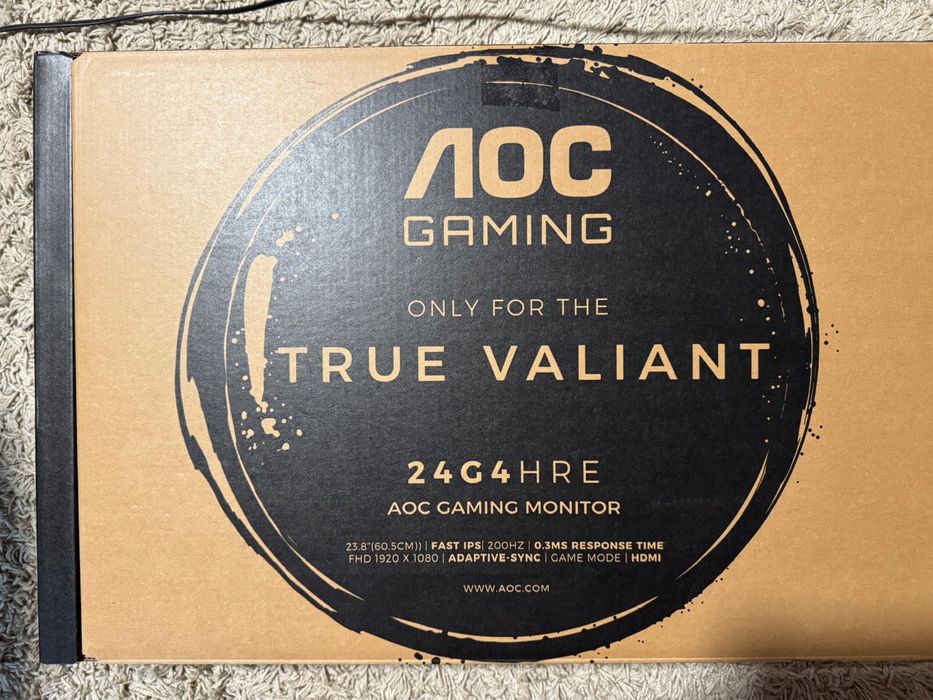 AOC
GAMING
ONLY FOR THE
TRUE VALIANT
24G4HRE
AOC GAMING MONITOR
23.8"(60.5CM)) | FAST IPS| 200HZ | 0.3MS RESPONSE TIME
FHD 1920 X 1080 | ADAPTIVE-SYNC | GAME MODE | HDMI
WWW.AOC.COM